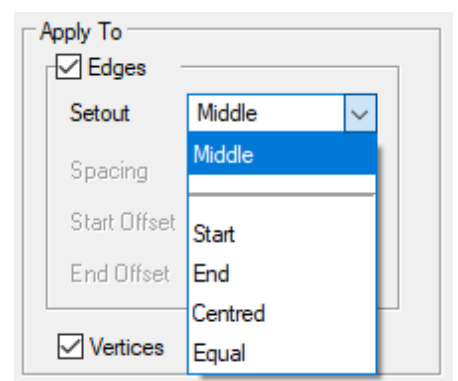 Apply To
Edges
Setout Middle
Middle
Spacing
Start Offset
Start
End Offset
End
Centred
Vertices
Equal